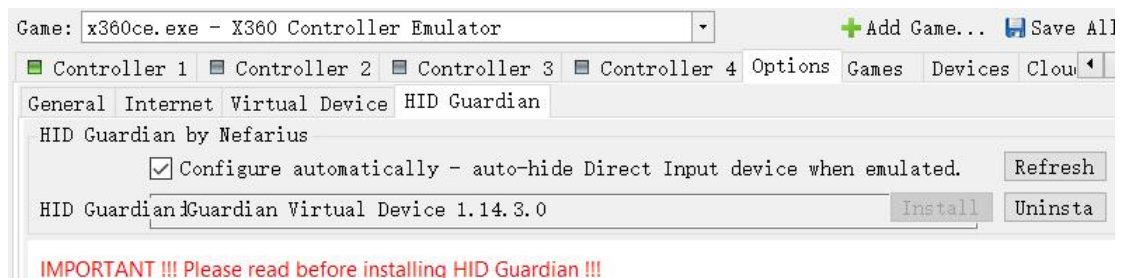 Game: x360ce.exe - X360 Controller Emulator Add Game... Save All
Controller 1 Controller 2 Controller 3 Controller 4 Options Games Devices Clou
General Internet Virtual Device HID Guardian
HID Guardian by Nefarius
Configure automatically - auto-hide Direct Input device when emulated. Refresh
HID Guardian Guardian Virtual Device 1.14.3.0 Install Uninsta
IMPORTANT !!! Please read before installing HID Guardian !!!